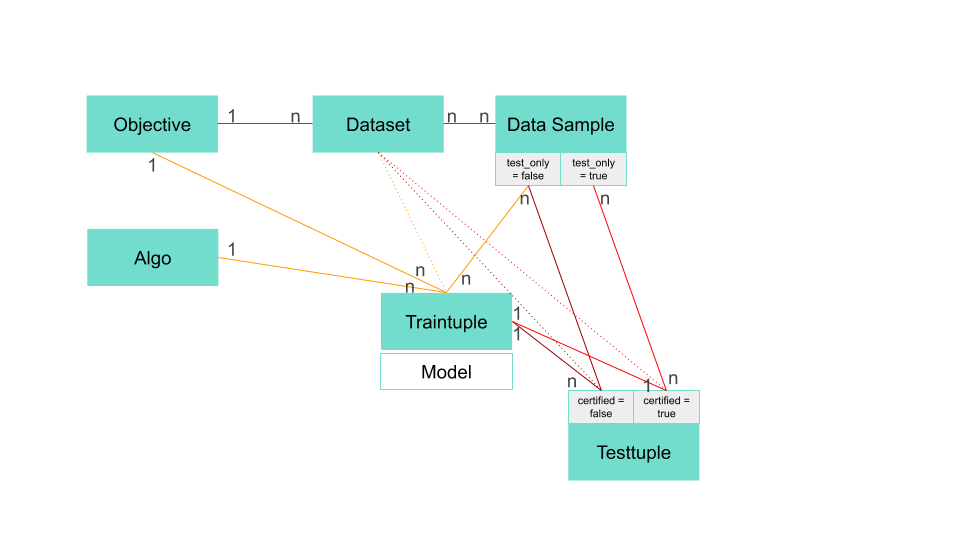 Objective
1
n
Dataset
n
n
Data Sample
test_only
= false
test_only
= true
1
n
n
Algo
1
n
n
n
Traintuple
1
1
Model
n
1
n
certified =
false
certified =
true
Testtuple